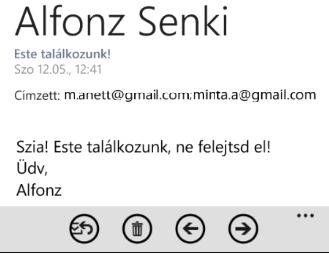 Alfonz Senki
Este találkozunk!
Szo 12.05., 12:41
Címzett: m.anett@gmail.com;minta.a@gmail.com
Szia! Este találkozunk, ne felejtsd el!
Üdv,
Alfonz